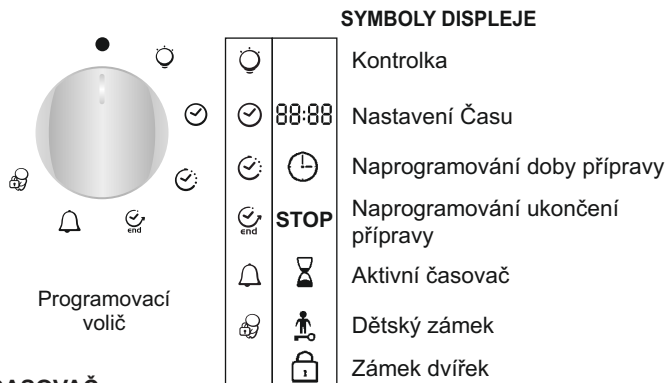 SYMBOLY DISPLEJE
Kontrolka
88:88 Nastavení Času
Naprogramování doby přípravy
end STOP Naprogramování ukončení
přípravy
end
Aktivní časovač
Programovací
volič
Dětský zámek
Zámek dvířek